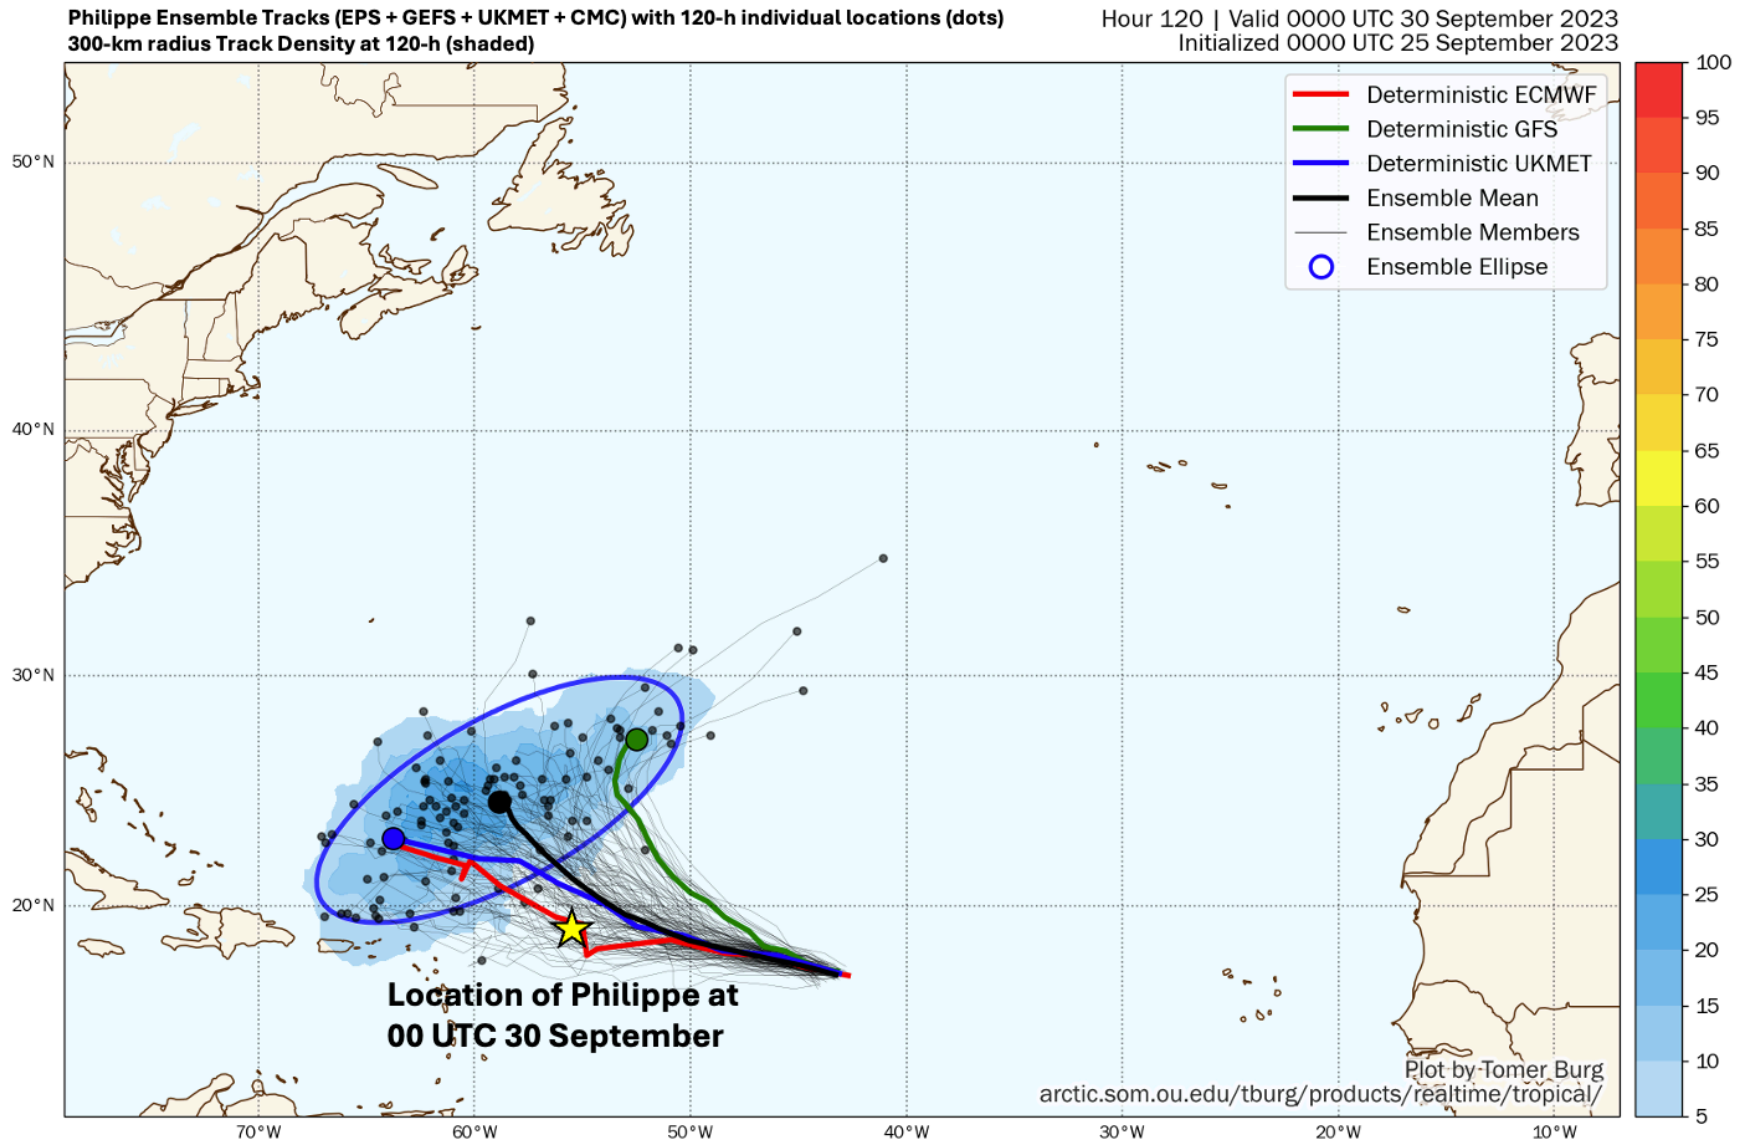 Philippe Ensemble Tracks (EPS + GEFS + UKMET + CMC) with 120-h individual locations (dots)
300-km radius Track Density at 120-h (shaded)
Hour 120 | Valid 0000 UTC 30 September 2023
Initialized 0000 UTC 25 September 2023
Deterministic ECMWF
Deterministic GFS
Deterministic UKMET
Ensemble Mean
Ensemble Members
Ensemble Ellipse
50°N
40°N
30°N
20°N
Location of Philippe at
00 UTC 30 September
Plot by Tomer Burg
arctic.som.ou.edu/tburg/products/realtime/tropical/
70°W
60°W
50°W
40°W
30°W
20°W
10°W
100
95
90
85
80
75
70
65
60
55
50
45
40
35
30
25
20
15
10
5